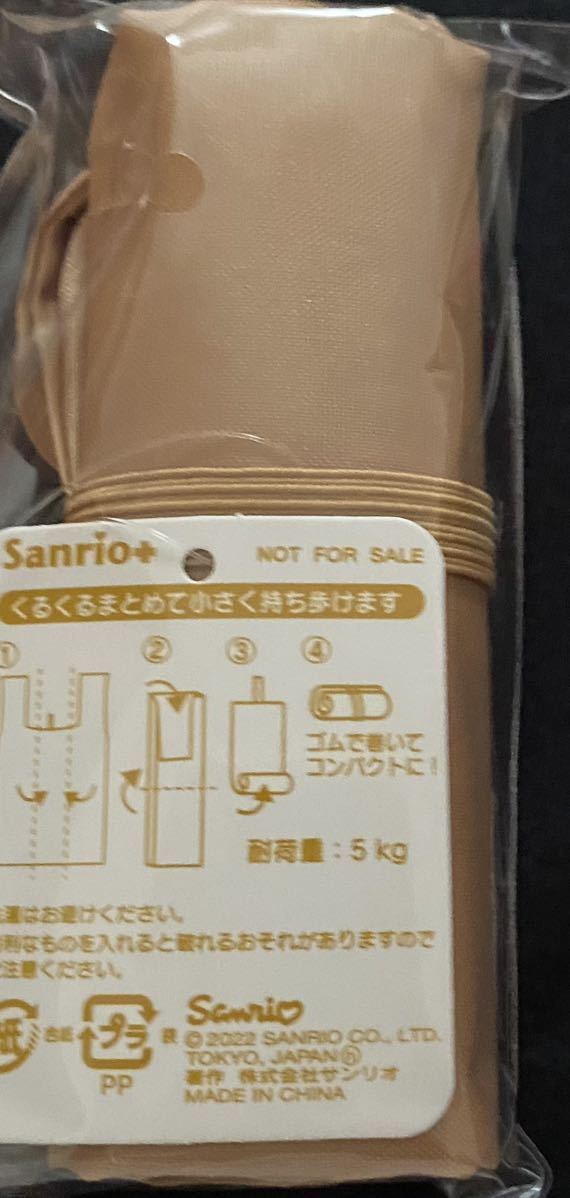 Sanrio+
NOT FOR SALE
くるくるまとめて小さく持ち歩けます
① ② ③ ④
ゴムで巻いて
コンパクトに！
耐荷重：5 kg
はお避けください。
利なものを入れると破れるおそれがありますので
注意ください。
紙 台紙 プラ 袋
PP
Sanrio
© 2022 SANRIO CO., LTD.
TOKYO, JAPAN ⑥
著作 株式会社サンリオ
MADE IN CHINA